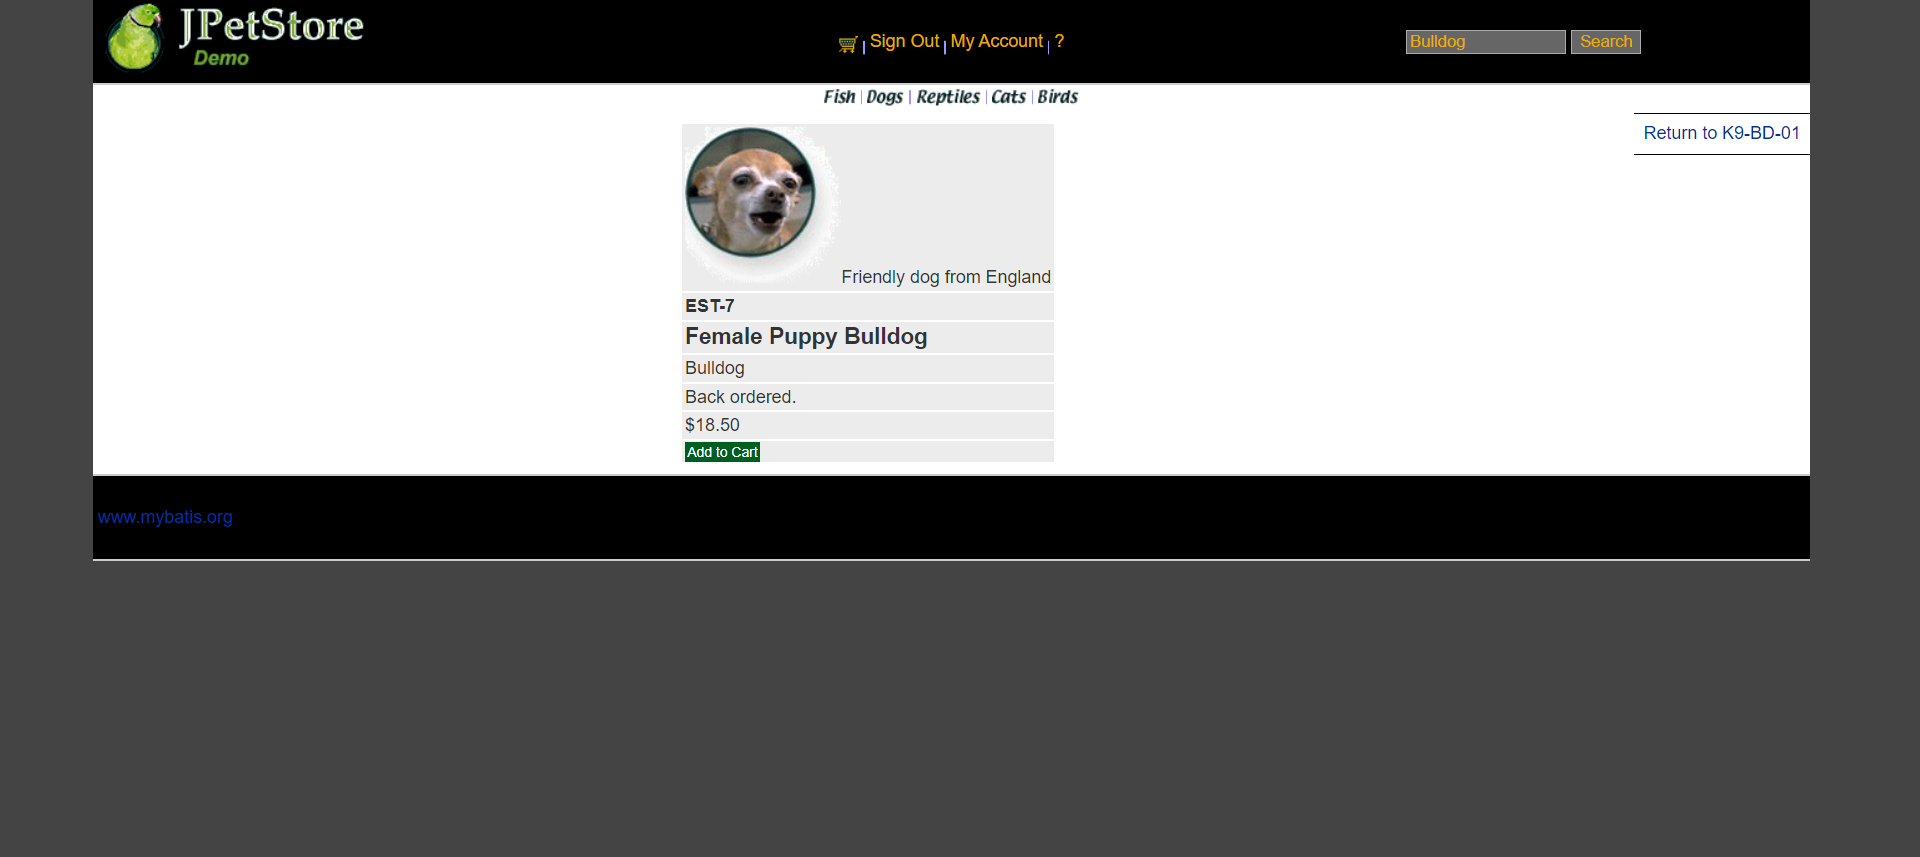 JPetStore
Demo
Sign Out My Account ?
Bulldog Search
Fish Dogs Reptiles Cats Birds
Return to K9-BD-01
Friendly dog from England
EST-7
Female Puppy Bulldog
Bulldog
Back ordered.
$18.50
Add to Cart
www.mybatis.org